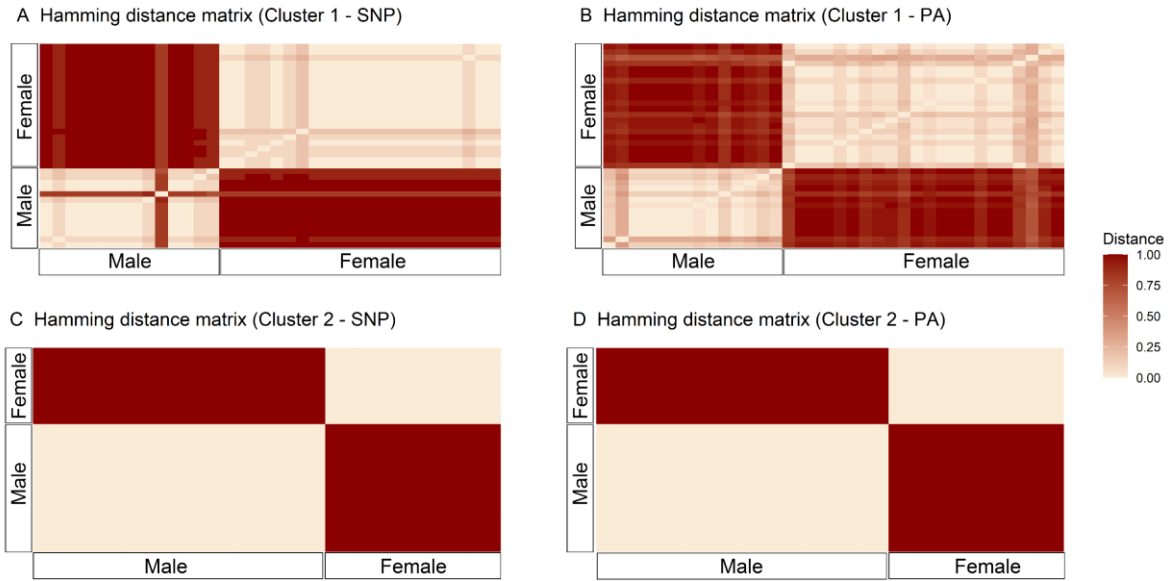 A Hamming distance matrix (Cluster 1 - SNP)
B Hamming distance matrix (Cluster 1 - PA)
Female
Male
Male
Female
Female
Male
Male
Female
Distance
1.00
0.75
0.50
0.25
0.00
C Hamming distance matrix (Cluster 2 - SNP)
D Hamming distance matrix (Cluster 2 - PA)
Female
Male
Male
Female
Female
Male
Male
Female